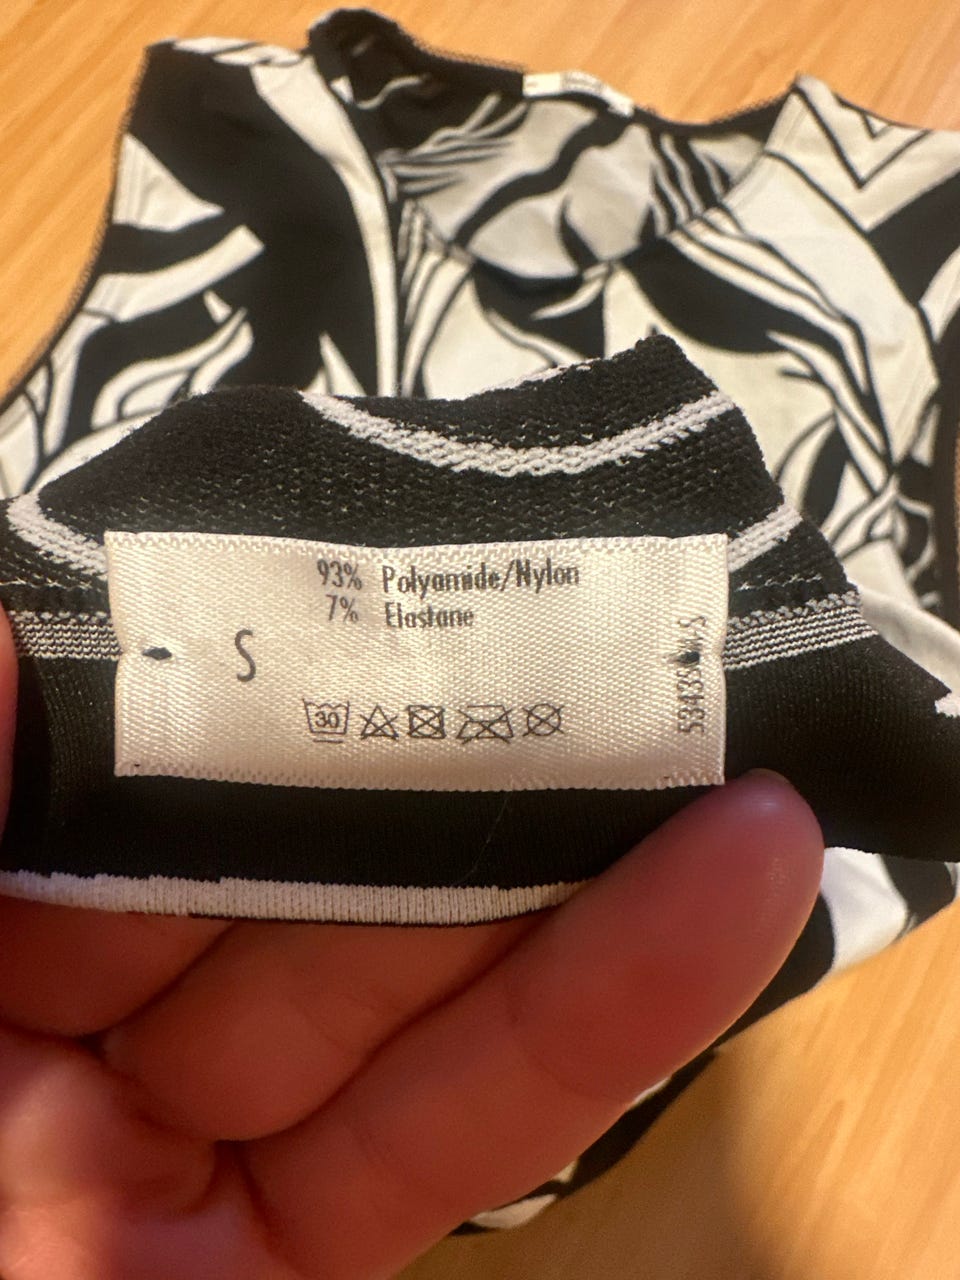 93% Polyamide/Nylon
7% Elastane
S
30